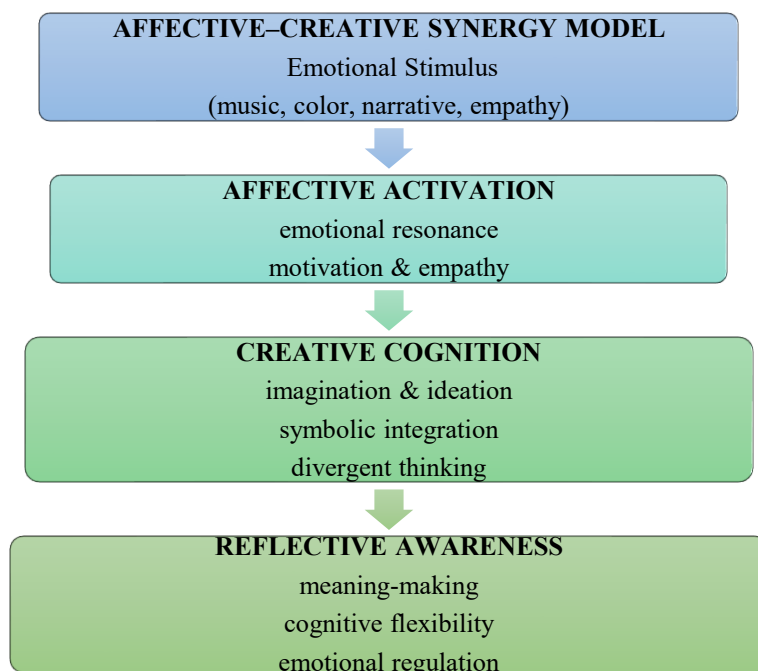 AFFECTIVE–CREATIVE SYNERGY MODEL
Emotional Stimulus
(music, color, narrative, empathy)
AFFECTIVE ACTIVATION
emotional resonance
motivation & empathy
CREATIVE COGNITION
imagination & ideation
symbolic integration
divergent thinking
REFLECTIVE AWARENESS
meaning-making
cognitive flexibility
emotional regulation